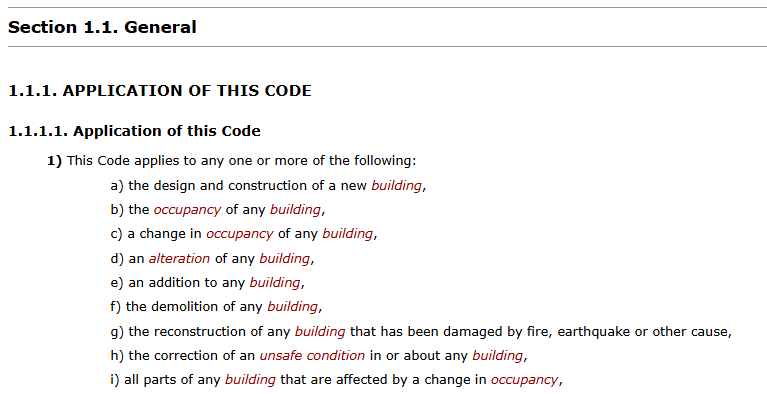 Section 1.1. General
1.1.1. APPLICATION OF THIS CODE
1.1.1.1. Application of this Code
1) This Code applies to any one or more of the following:
a) the design and construction of a new building,
b) the occupancy of any building,
c) a change in occupancy of any building,
d) an alteration of any building,
e) an addition to any building,
f) the demolition of any building,
g) the reconstruction of any building that has been damaged by fire, earthquake or other cause,
h) the correction of an unsafe condition in or about any building,
i) all parts of any building that are affected by a change in occupancy,